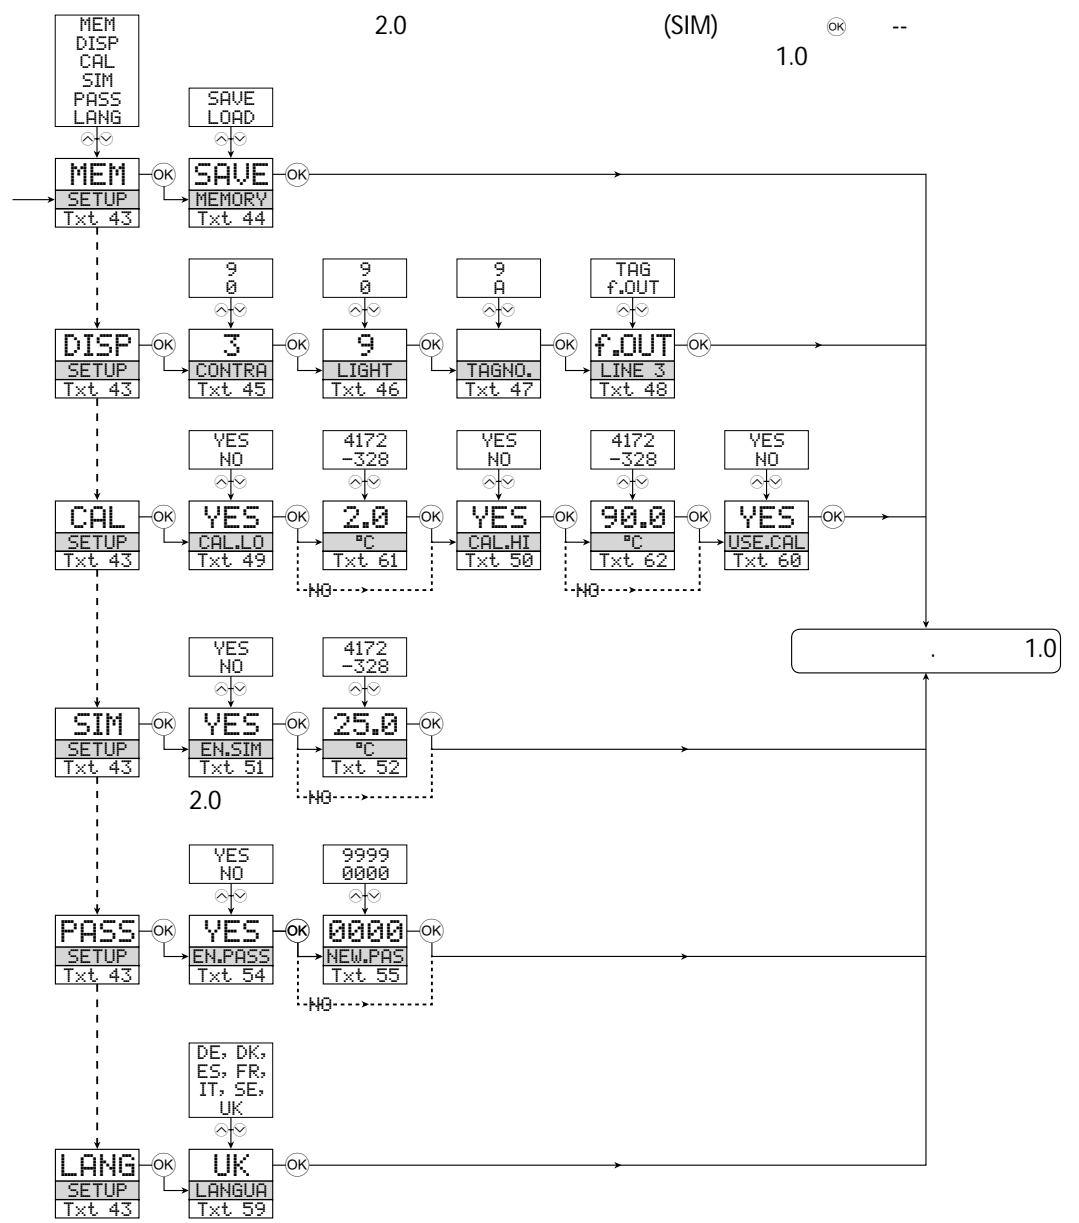 2.0 (SIM) OK --
1.0
MEM
DISP
CAL
SIM
PASS
LANG
SAVE
LOAD
MEM OK SAVE OK
SETUP MEMORY
Txt 43 Txt 44
9 9 9 TAG
0 0 A f.OUT
DISP OK 3 OK 9 OK OK f.OUT OK
SETUP CONTRA LIGHT TAGNO. LINE 3
Txt 43 Txt 45 Txt 46 Txt 47 Txt 48
YES 4172 YES 4172 YES
NO -328 NO -328 NO
CAL OK YES OK 2.0 OK YES OK 90.0 OK YES OK
SETUP CAL.LO °C CAL.HI °C USE.CAL
Txt 43 Txt 49 Txt 61 Txt 50 Txt 62 Txt 60
NO NO
. 1.0
YES 4172
NO -328
SIM OK YES OK 25.0 OK
SETUP EN.SIM °C
Txt 43 Txt 51 Txt 52
2.0 NO
YES 9999
NO 0000
PASS OK YES OK 0000 OK
SETUP EN.PASS NEW.PAS
Txt 43 Txt 54 Txt 55
NO
DE, DK,
ES, FR,
IT, SE,
UK
LANG OK UK OK
SETUP LANGUA
Txt 43 Txt 59